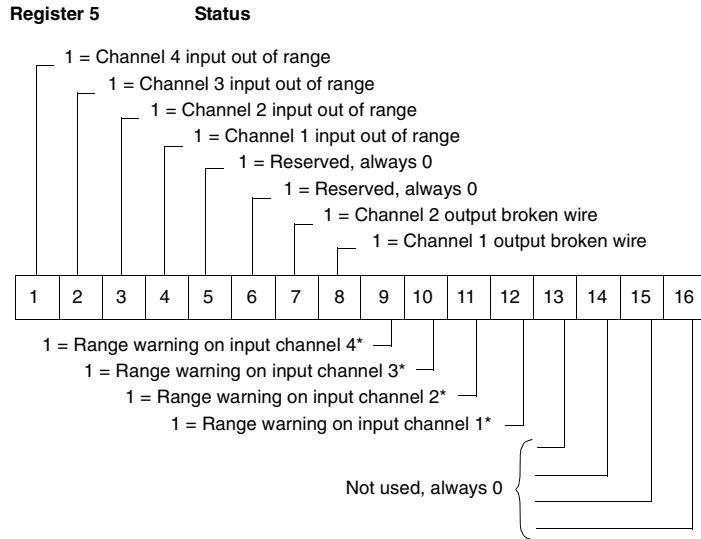 Register 5 Status
1 = Channel 4 input out of range
1 = Channel 3 input out of range
1 = Channel 2 input out of range
1 = Channel 1 input out of range
1 = Reserved, always 0
1 = Reserved, always 0
1 = Channel 2 output broken wire
1 = Channel 1 output broken wire
1 2 3 4 5 6 7 8 9 10 11 12 13 14 15 16
1 = Range warning on input channel 4*
1 = Range warning on input channel 3*
1 = Range warning on input channel 2*
1 = Range warning on input channel 1*
Not used, always 0